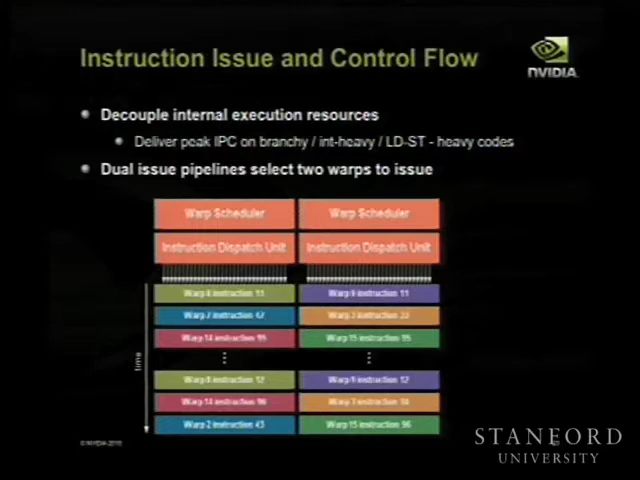 Instruction Issue and Control Flow
NVIDIA.
Decouple internal execution resources
Deliver peak IPC on branchy / int-heavy / LD-ST - heavy codes
Dual issue pipelines select two warps to issue
Warp Scheduler
Warp Scheduler
Instruction Dispatch Unit
Instruction Dispatch Unit
Warp 8 instruction 11
Warp 9 instruction 11
Warp 2 instruction 42
Warp 3 instruction 33
Warp 14 instruction 95
Warp 15 instruction 95
Warp 8 instruction 12
Warp 9 instruction 12
Warp 14 instruction 96
Warp 3 instruction
Warp 2 instruction 43
Warp 15 instruction 96
time
© NVIDIA 2010
STANFORD
UNIVERSITY